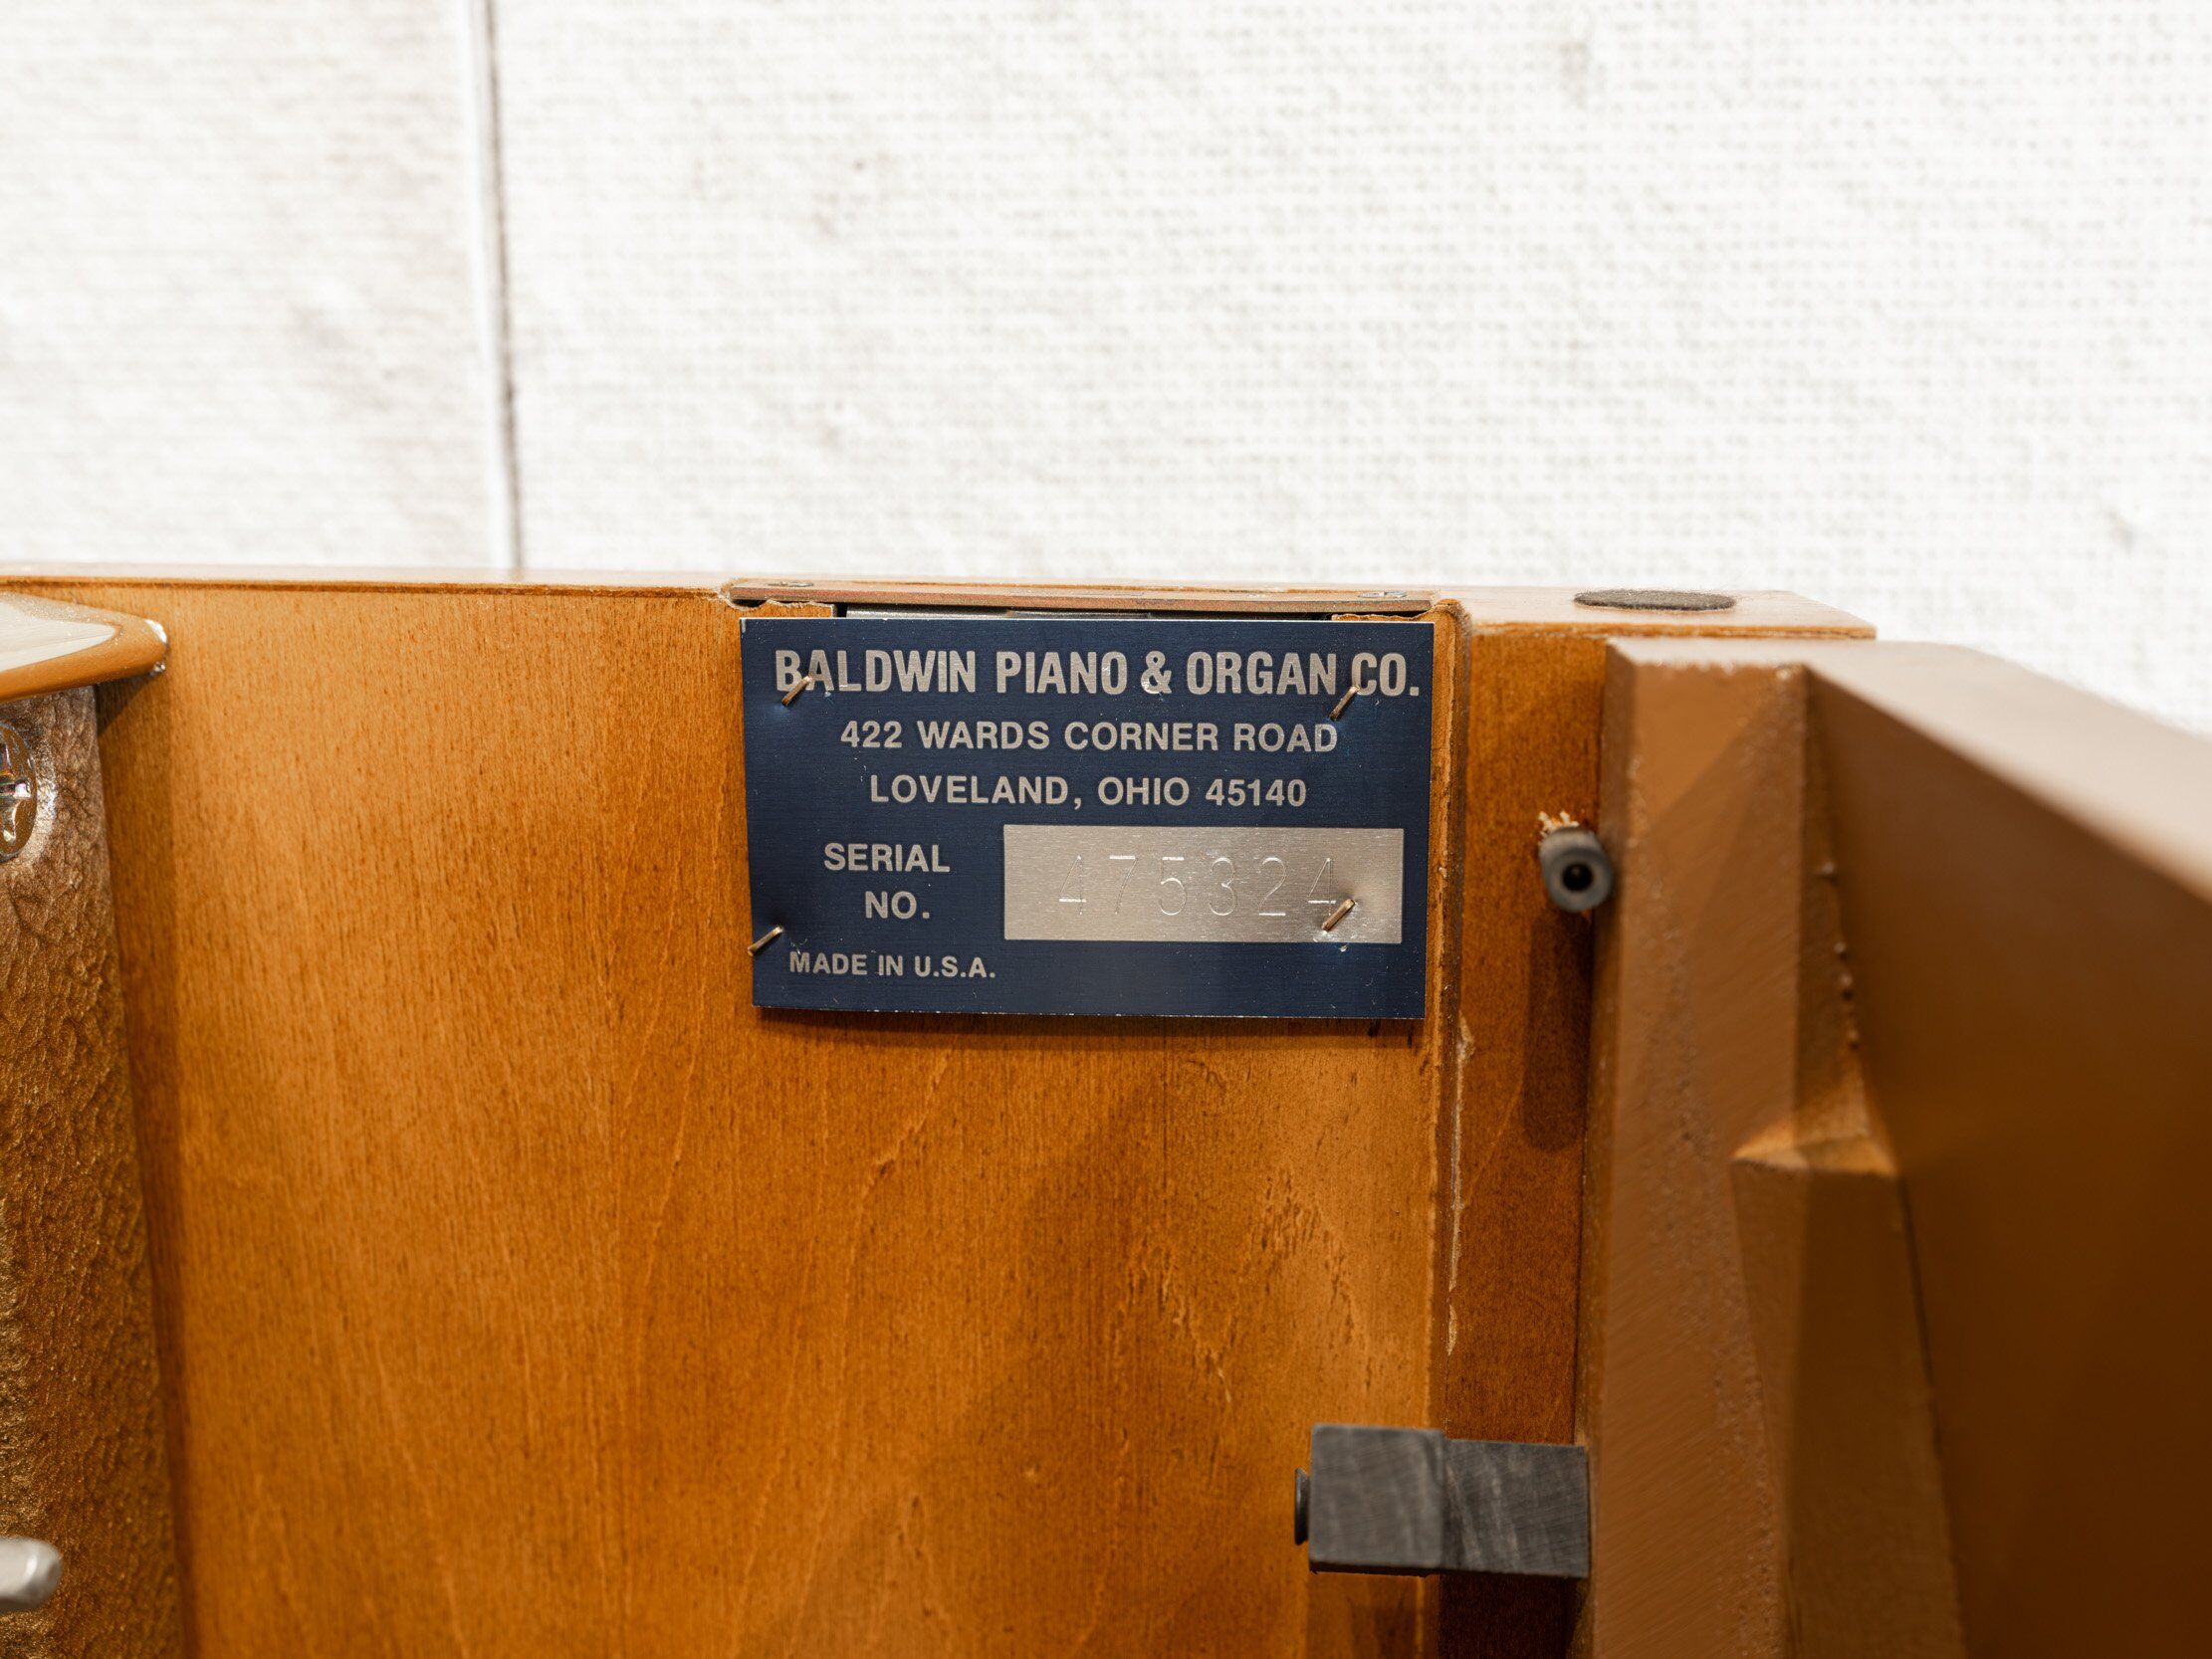 BALDWIN PIANO & ORGAN CO.
422 WARDS CORNER ROAD
LOVELAND, OHIO 45140
SERIAL NO. 475324
MADE IN U.S.A.